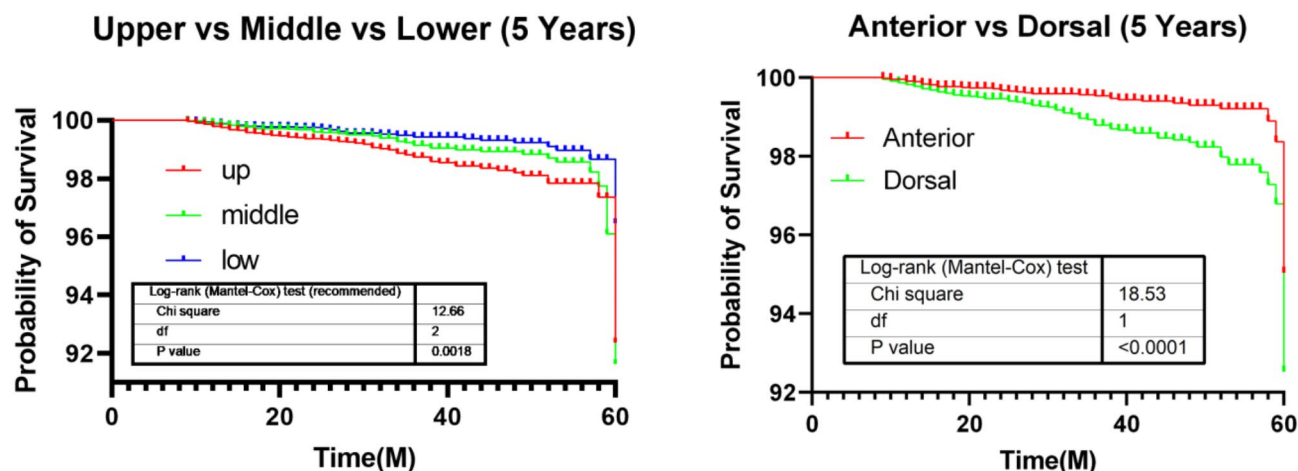 Upper vs Middle vs Lower (5 Years)
Probability of Survival
100
98
96
94
92
up
middle
low
Log-rank (Mantel-Cox) test (recommended)
Chi square 12.66
df 2
P value 0.0018
0 20 40 60
Time(M)
Anterior vs Dorsal (5 Years)
Probability of Survival
100
98
96
94
92
Anterior
Dorsal
Log-rank (Mantel-Cox) test
Chi square 18.53
df 1
P value <0.0001
0 20 40 60
Time(M)